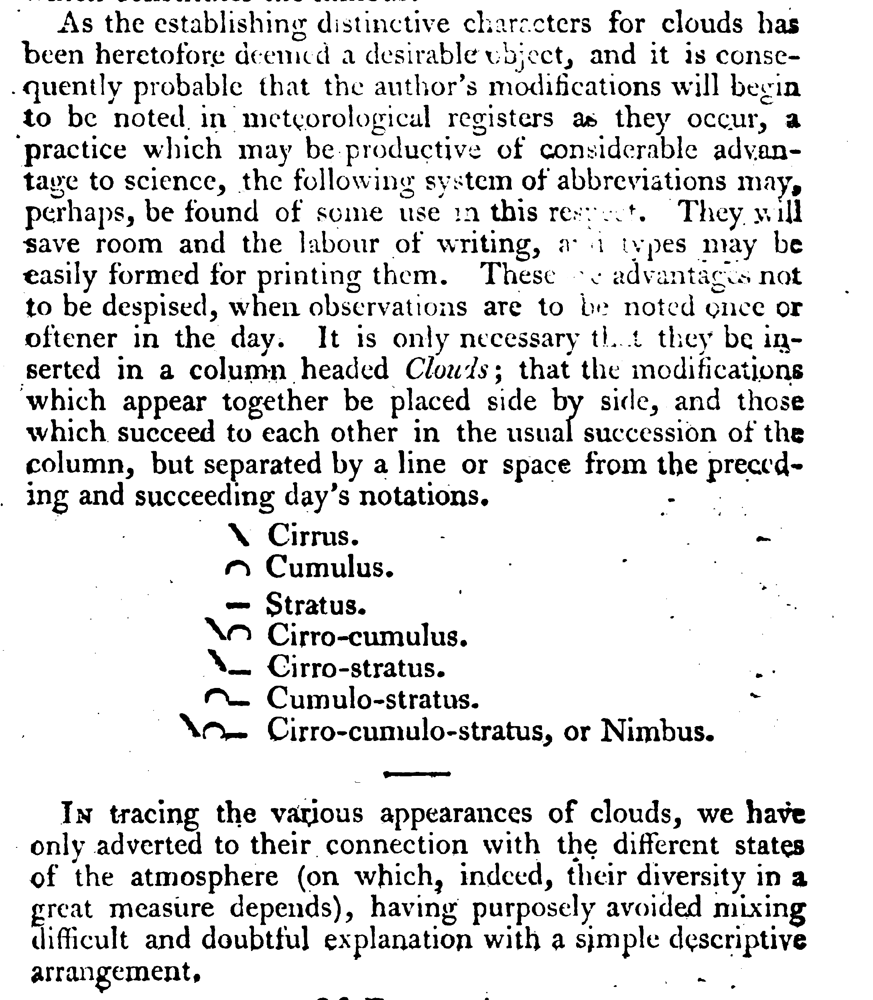 As the establishing distinctive characters for clouds has
been heretofore deemed a desirable object, and it is conse-
quently probable that the author's modifications will begin
to be noted in meteorological registers as they occur, a
practice which may be productive of considerable advan-
tage to science, the following system of abbreviations may,
perhaps, be found of some use in this respect. They will
save room and the labour of writing, and types may be
easily formed for printing them. These advantages not
to be despised, when observations are to be noted once or
oftener in the day. It is only necessary that they be in-
serted in a column headed Clouds; that the modifications
which appear together be placed side by side, and those
which succeed to each other in the usual succession of the
column, but separated by a line or space from the preced-
ing and succeeding day's notations.
\ Cirrus.
⌒ Cumulus.
— Stratus.
\⌒ Cirro-cumulus.
\— Cirro-stratus.
⌒— Cumulo-stratus.
\⌒— Cirro-cumulo-stratus, or Nimbus.
In tracing the various appearances of clouds, we have
only adverted to their connection with the different states
of the atmosphere (on which, indeed, their diversity in a
great measure depends), having purposely avoided mixing
difficult and doubtful explanation with a simple descriptive
arrangement.